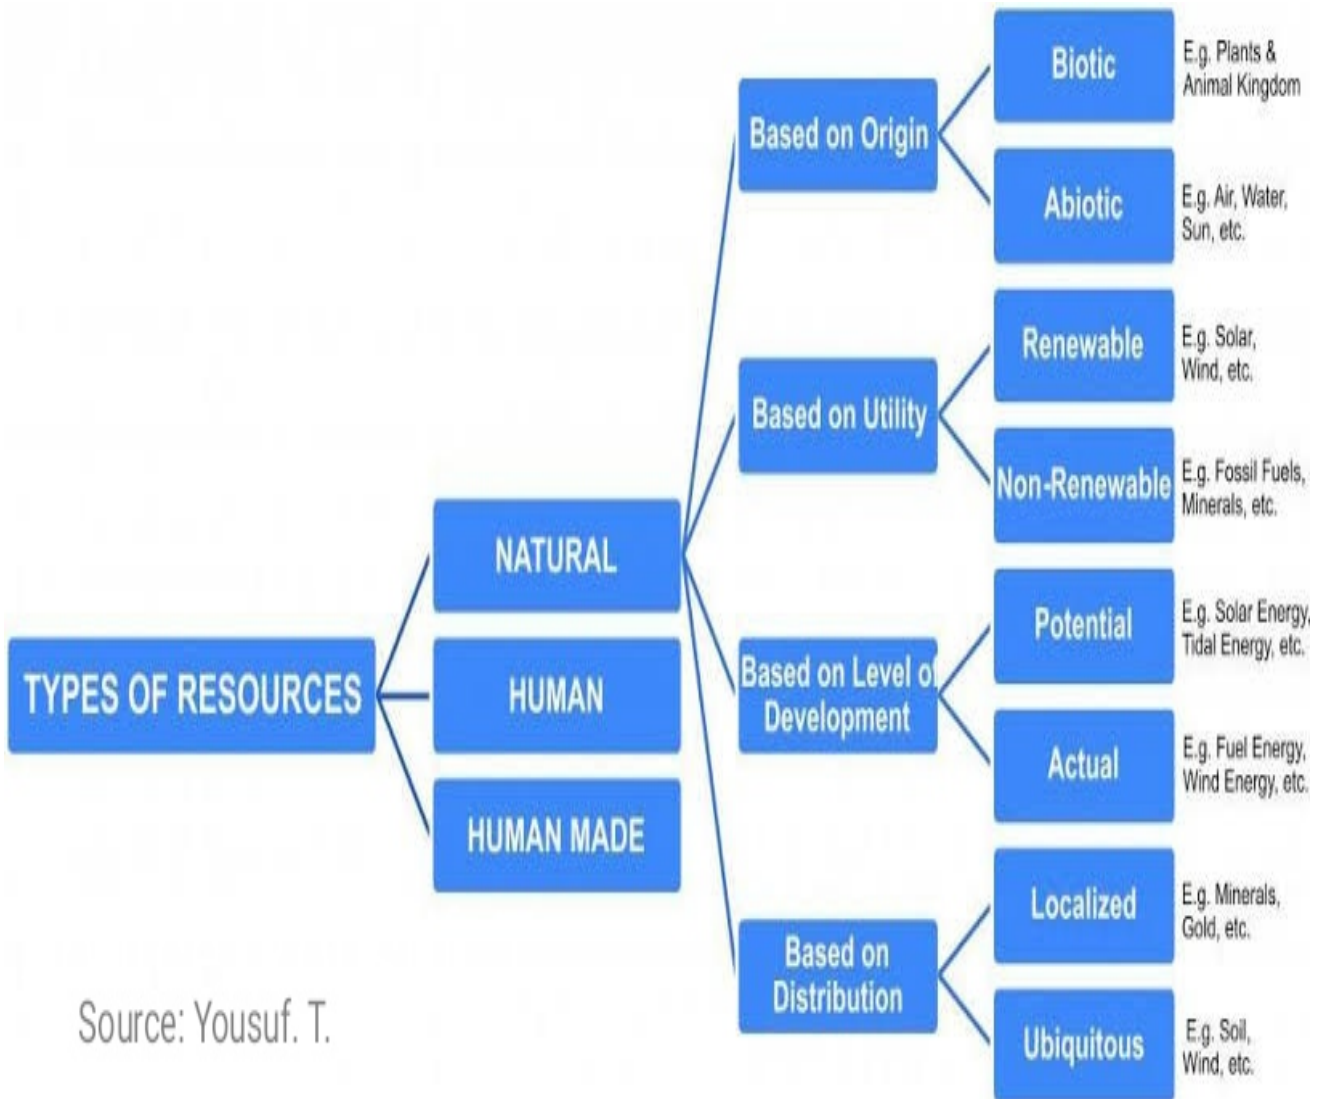 TYPES OF RESOURCES
NATURAL
HUMAN
HUMAN MADE
Based on Origin
Biotic
E.g. Plants &
Animal Kingdom
Abiotic
E.g. Air, Water,
Sun, etc.
Based on Utility
Renewable
E.g. Solar,
Wind, etc.
Non-Renewable
E.g. Fossil Fuels,
Minerals, etc.
Based on Level of
Development
Potential
E.g. Solar Energy,
Tidal Energy, etc.
Actual
E.g. Fuel Energy,
Wind Energy, etc.
Based on
Distribution
Localized
E.g. Minerals,
Gold, etc.
Ubiquitous
E.g. Soil,
Wind, etc.
Source: Yousuf. T.